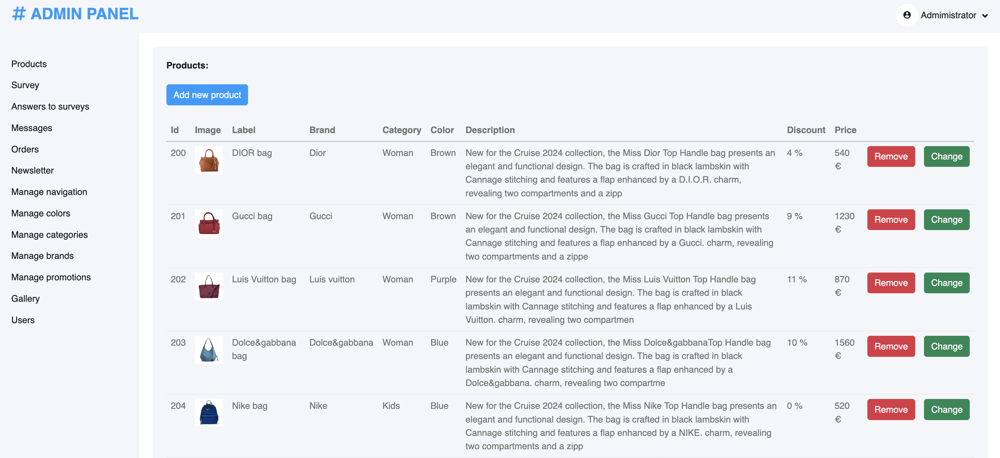 # ADMIN PANEL
Admimistrator
Products
Survey
Answers to surveys
Messages
Orders
Newsletter
Manage navigation
Manage colors
Manage categories
Manage brands
Manage promotions
Gallery
Users
Products:
Add new product
Id Image Label Brand Category Color Description Discount Price
200 DIOR bag Dior Woman Brown New for the Cruise 2024 collection, the Miss Dior Top Handle bag presents an 4 % 540 Remove Change
elegant and functional design. The bag is crafted in black lambskin with €
Cannage stitching and features a flap enhanced by a D.I.O.R. charm,
revealing two compartments and a zipp
201 Gucci bag Gucci Woman Brown New for the Cruise 2024 collection, the Miss Gucci Top Handle bag presents 9 % 1230 Remove Change
an elegant and functional design. The bag is crafted in black lambskin with €
Cannage stitching and features a flap enhanced by a Gucci. charm, revealing
two compartments and a zippe
202 Luis Vuitton bag Luis vuitton Woman Purple New for the Cruise 2024 collection, the Miss Luis Vuitton Top Handle bag 11 % 870 Remove Change
presents an elegant and functional design. The bag is crafted in black €
lambskin with Cannage stitching and features a flap enhanced by a Luis
Vuitton. charm, revealing two compartmen
203 Dolce&gabbana Dolce&gabbana Woman Blue New for the Cruise 2024 collection, the Miss Dolce&gabbanaTop Handle bag 10 % 1560 Remove Change
bag presents an elegant and functional design. The bag is crafted in black €
lambskin with Cannage stitching and features a flap enhanced by a
Dolce&gabbana. charm, revealing two compartme
204 Nike bag Nike Kids Blue New for the Cruise 2024 collection, the Miss Nike Top Handle bag presents an 0 % 520 Remove Change
elegant and functional design. The bag is crafted in black lambskin with €
Cannage stitching and features a flap enhanced by a NIKE. charm, revealing
two compartments and a zipp